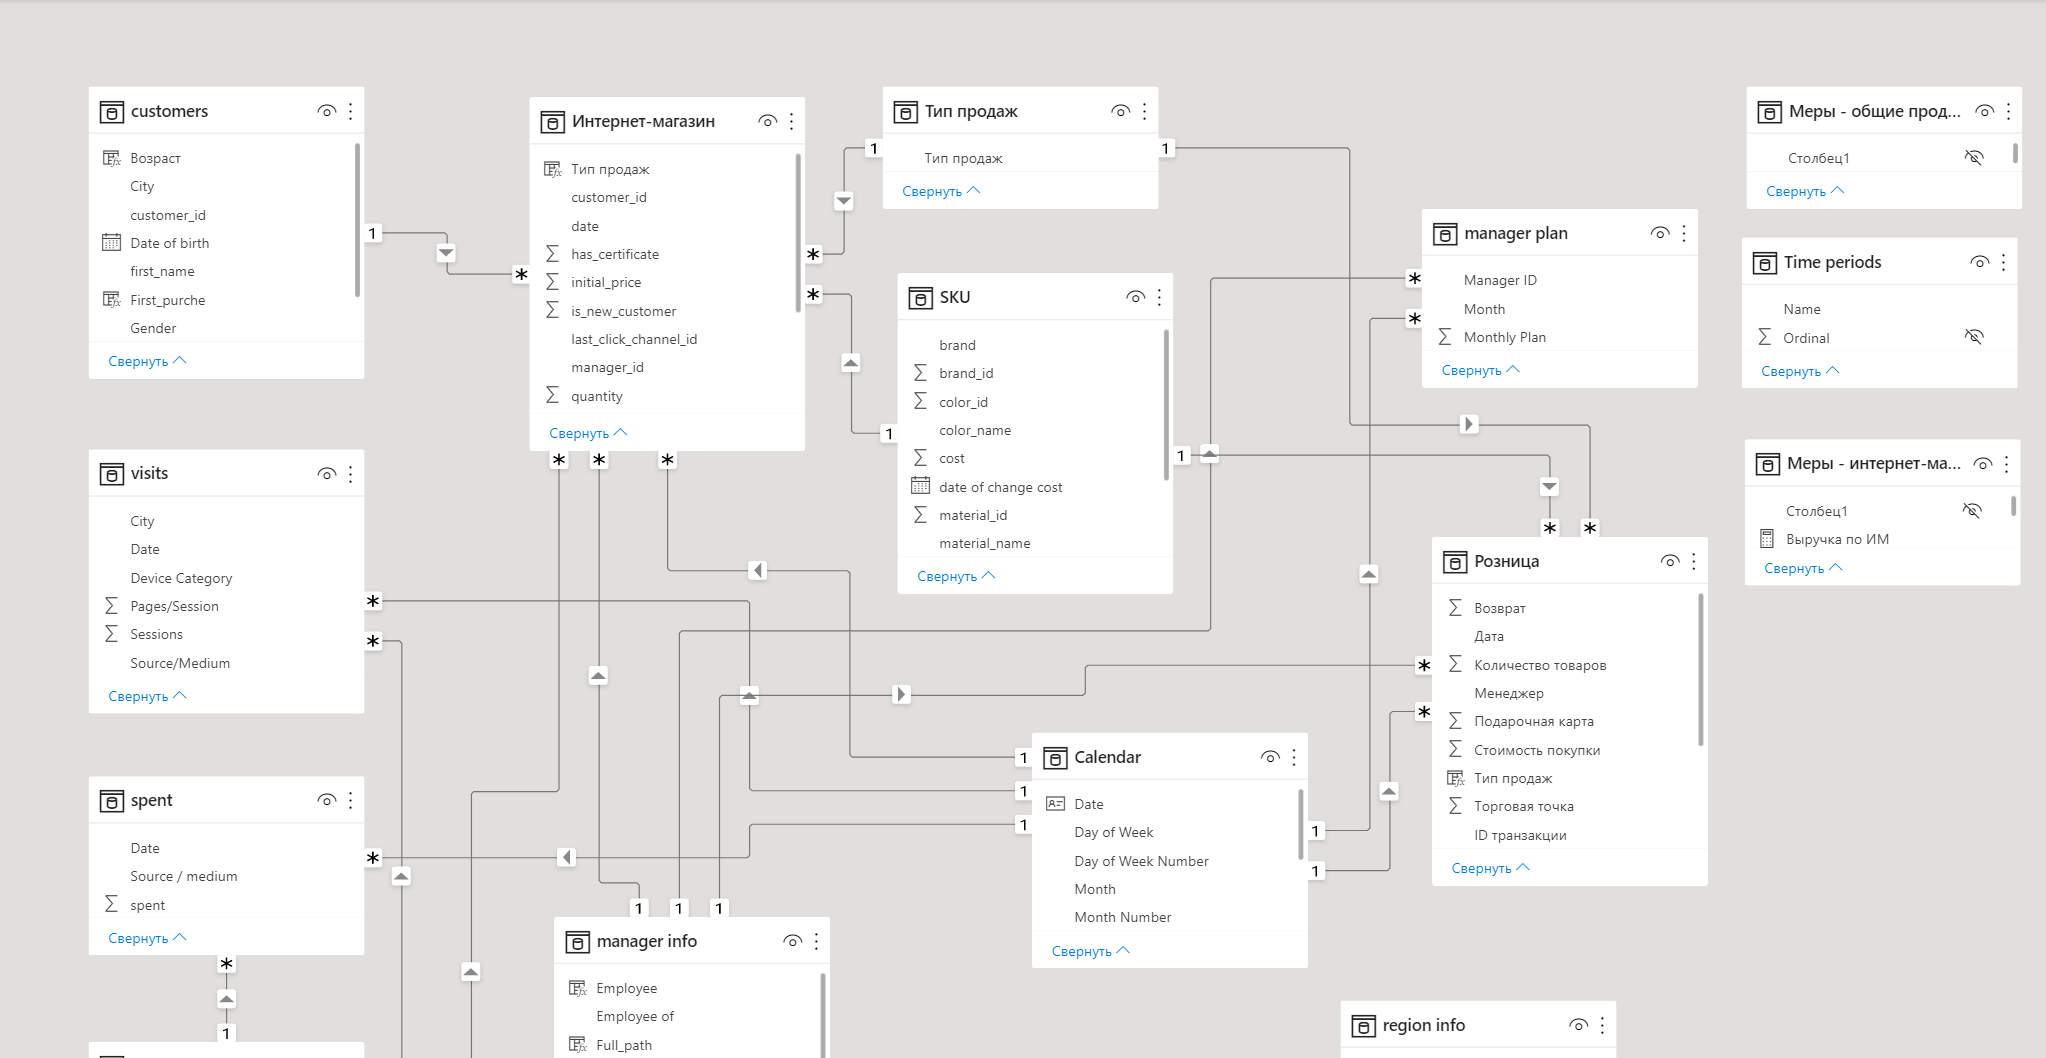 customers
Возраст
City
customer_id
Date of birth
first_name
First_purche
Gender
Свернуть
1
*
Интернет-магазин
Тип продаж
customer_id
date
has_certificate
initial_price
is_new_customer
last_click_channel_id
manager_id
quantity
Свернуть
*
*
*
*
*
1
Тип продаж
Тип продаж
Свернуть
1
SKU
brand
brand_id
color_id
color_name
cost
date of change cost
material_id
material_name
Свернуть
1
1
manager plan
Manager ID
Month
Monthly Plan
Свернуть
*
*
Меры - общие прод...
Столбец1
Свернуть
Time periods
Name
Ordinal
Свернуть
Меры - интернет-ма...
Столбец1
Выручка по ИМ
Свернуть
visits
City
Date
Device Category
Pages/Session
Sessions
Source/Medium
Свернуть
*
*
*
*
Розница
Возврат
Дата
Количество товаров
Менеджер
Подарочная карта
Стоимость покупки
Тип продаж
Торговая точка
ID транзакции
Свернуть
*
*
spent
Date
Source / medium
spent
Свернуть
*
*
1
1
1
1
Calendar
Date
Day of Week
Day of Week Number
Month
Month Number
Свернуть
1
1
1
1
1
manager info
Employee
Employee of
Full_path
region info